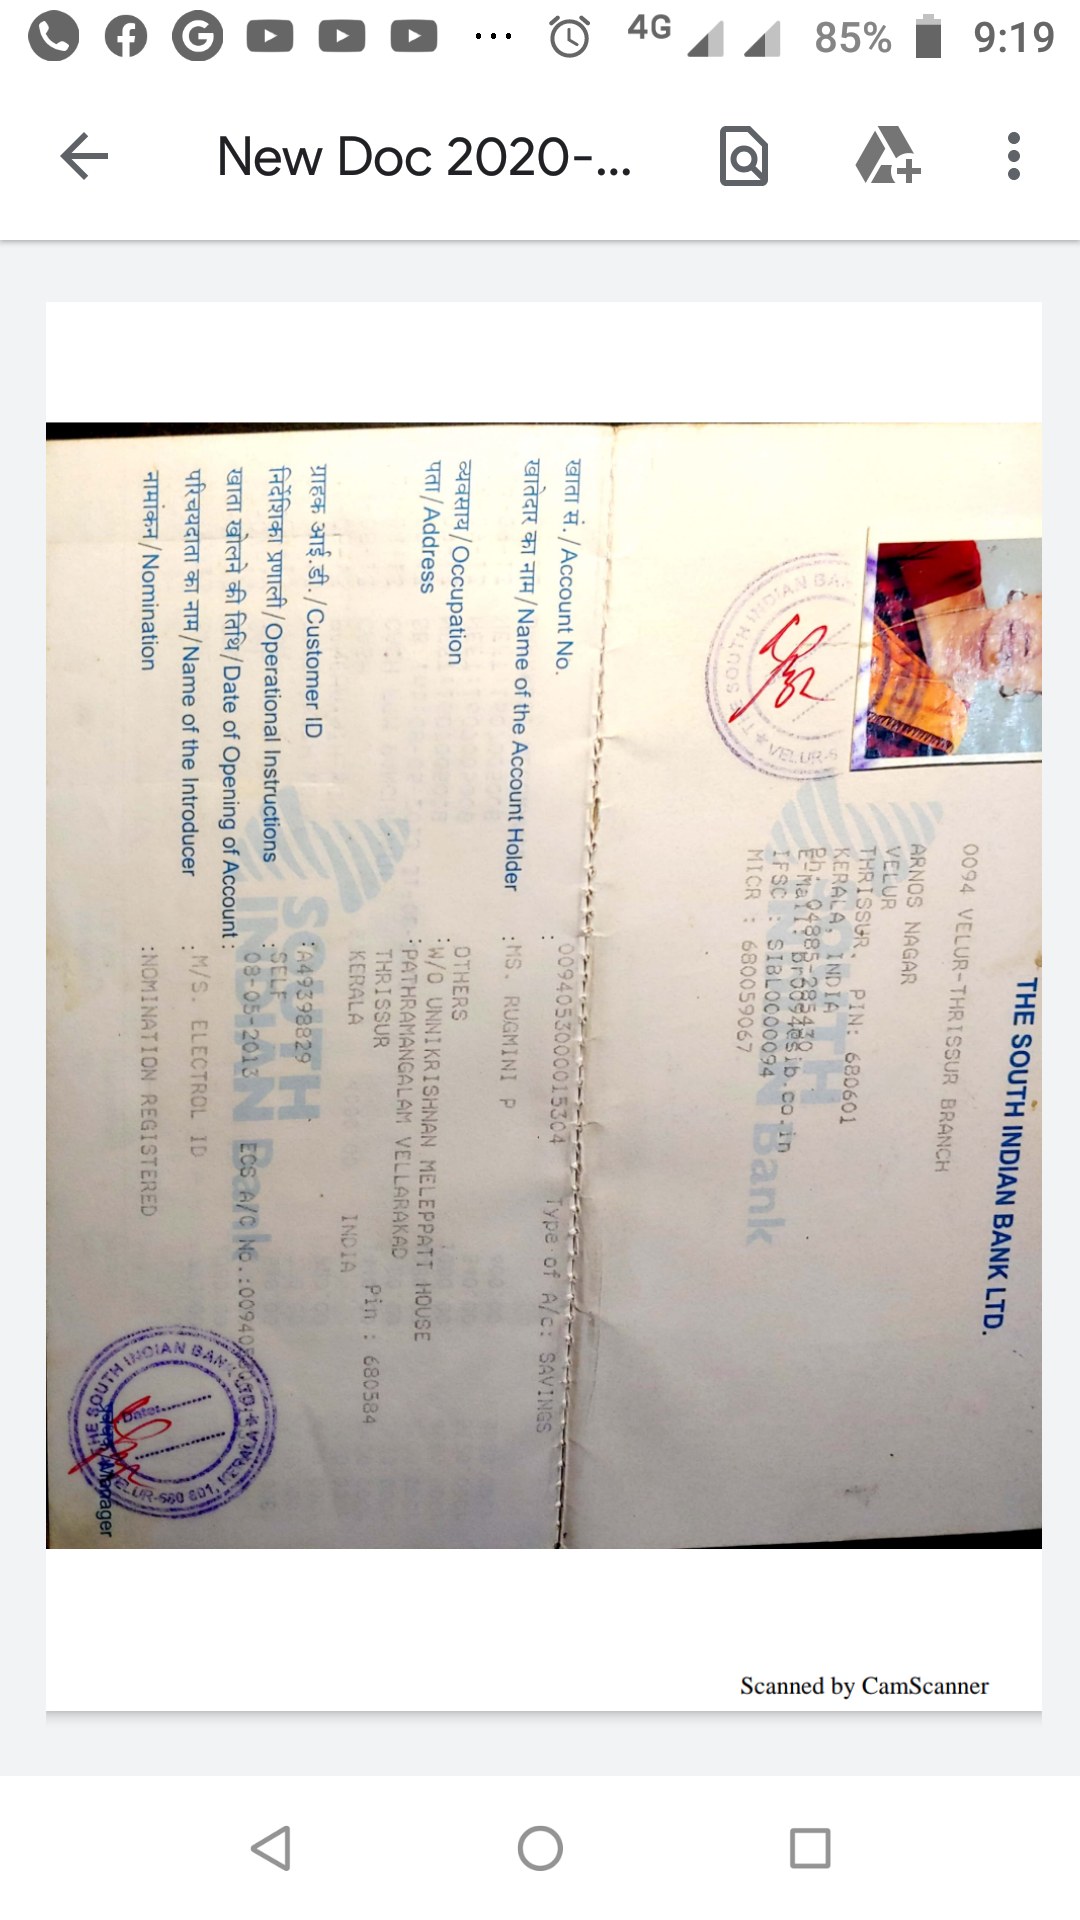 4G 85% 9:19
New Doc 2020-...
THE SOUTH INDIAN BANK LTD.
0094 VELUR-THRISSUR BRANCH
ARNOS NAGAR
VELUR
THRISSUR, PIN: 680601
KERALA, INDIA
Ph: 04885-285430
E-Mail: br0094@sib.co.in
IFSC : SIBL0000094
MICR : 680059067
SOUTH INDIAN Bank
THE SOUTH INDIAN BAN
★ VELUR-6
खाता सं./Account No. : 0094053000015304 Type of A/c: SAVINGS
खातेदार का नाम/Name of the Account Holder : MS. RUGMINI P
व्यवसाय/Occupation : OTHERS
पता/Address : W/O UNNIKRISHNAN MELEPPATT HOUSE
PATHRAMANGALAM VELLARAKAD
THRISSUR Pin : 680584
KERALA INDIA
ग्राहक आई.डी./Customer ID : A49398829
निर्देशिका प्रणाली/Operational Instructions : SELF
खाता खोलने की तिथि/Date of Opening of Account : 08-05-2013 ECS A/C No.:00940
परिचयदाता का नाम/Name of the Introducer : M/S. ELECTROL ID
नामांकन/Nomination :NOMINATION REGISTERED
SOUTH INDIAN Bank
THE SOUTH INDIAN BANK LTD.
Date:
VELUR-680 601,
Manager
Scanned by CamScanner